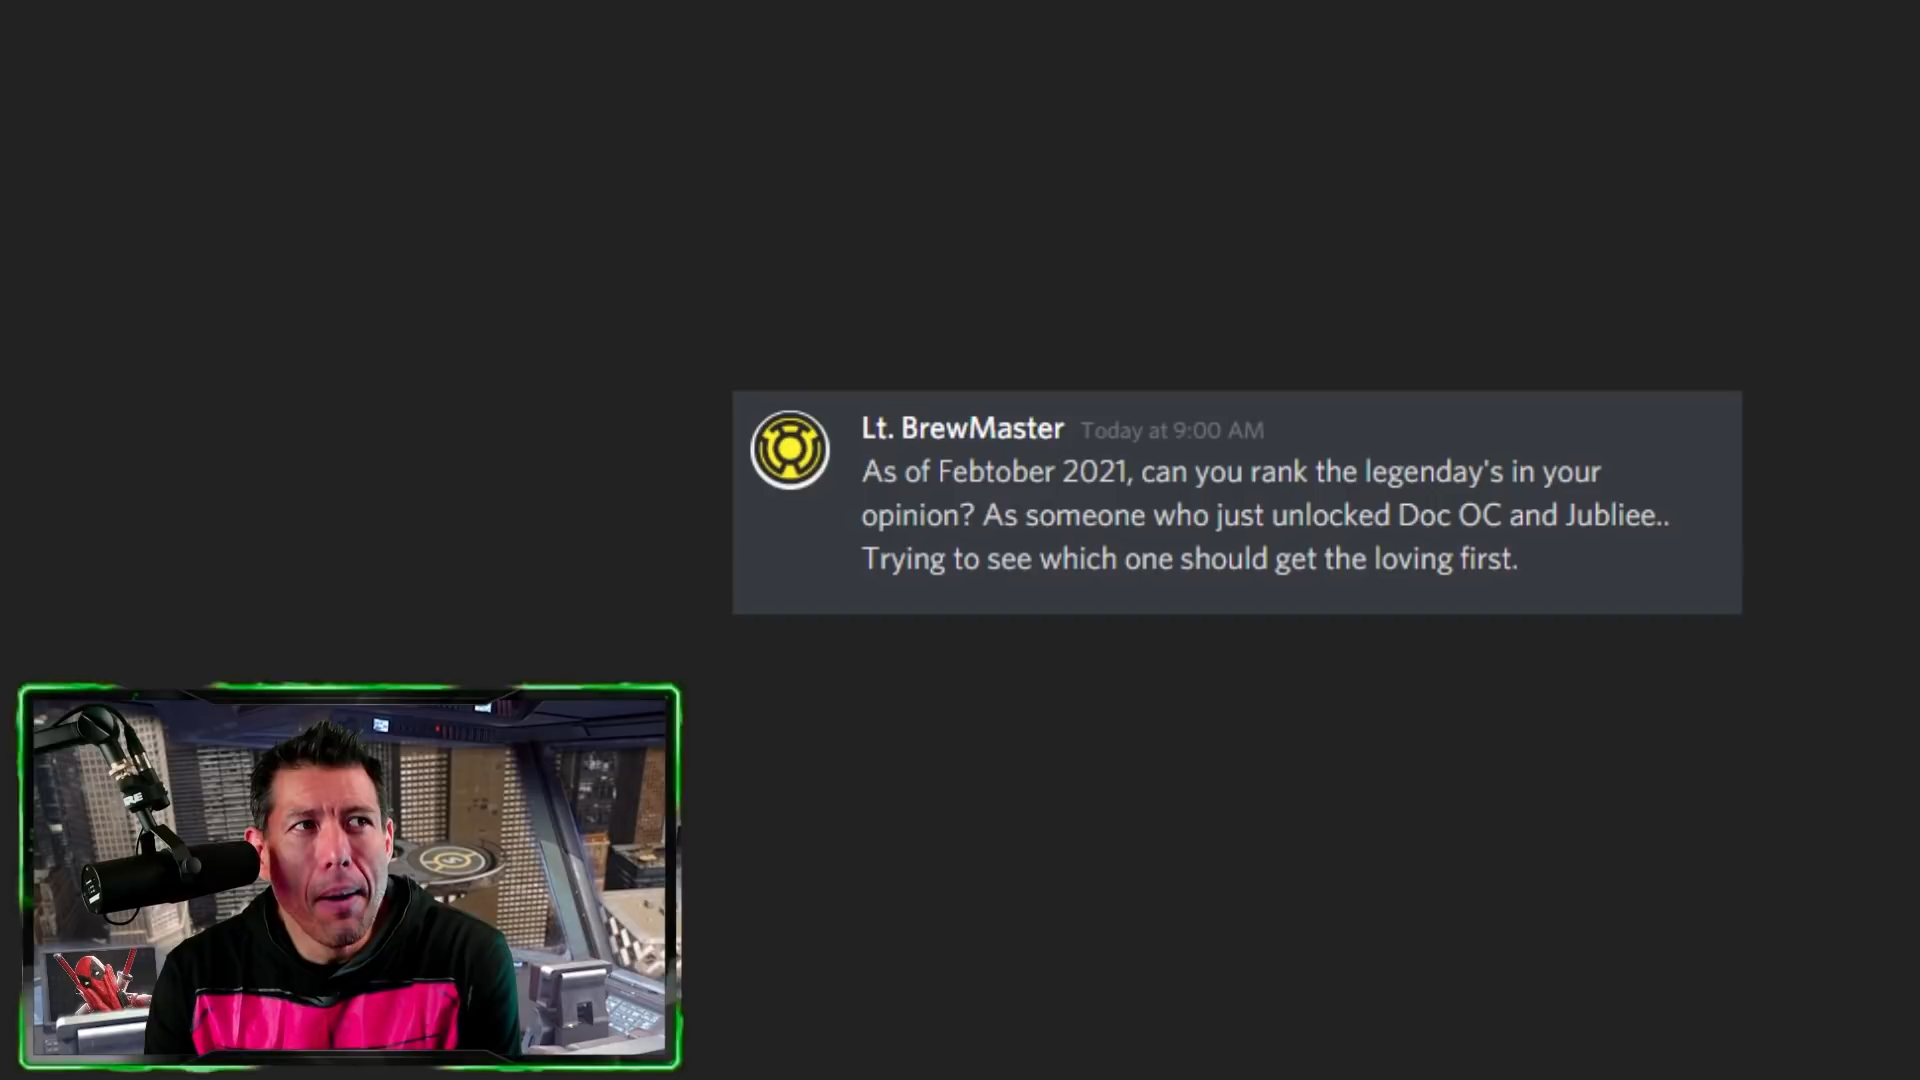 Lt. BrewMaster Today at 9:00 AM
As of Febtober 2021, can you rank the legenday's in your
opinion? As someone who just unlocked Doc OC and Jubliee..
Trying to see which one should get the loving first.